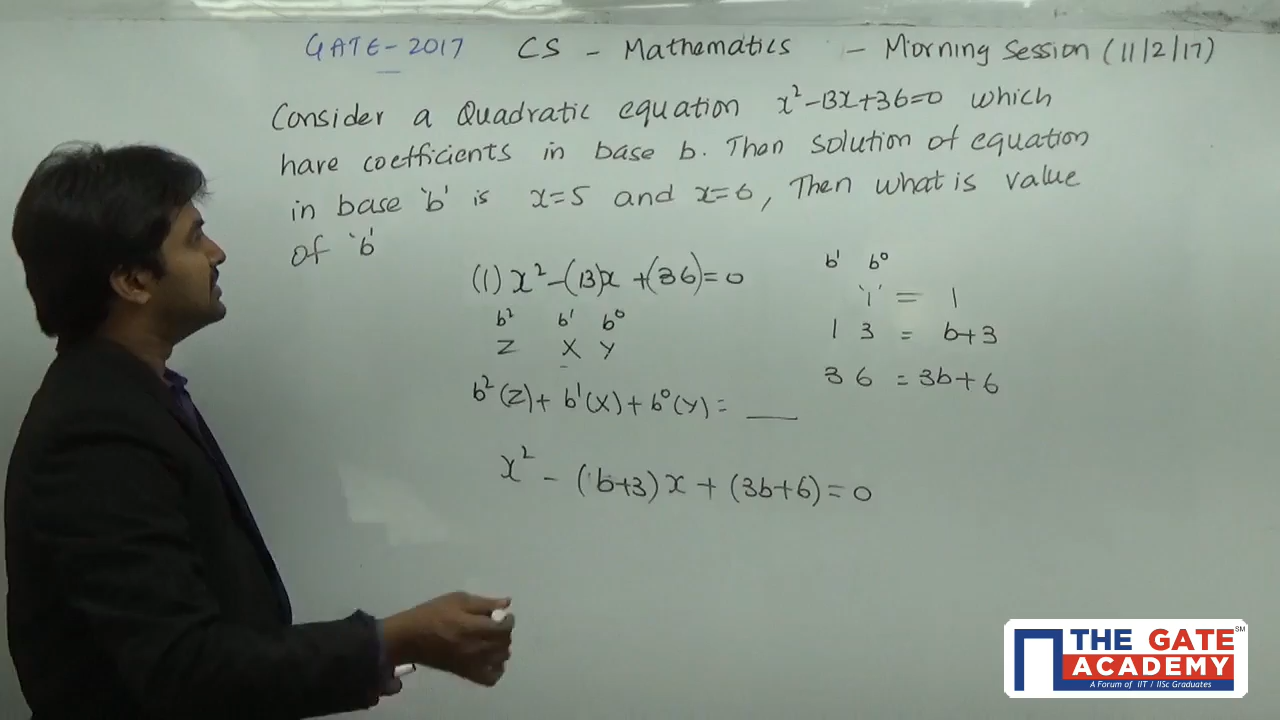 GATE-2017 CS - Mathematics - Morning Session (11/2/17)
Consider a Quadratic equation x²-13x+36=0 which
have coefficients in base b. Then solution of equation
in base 'b' is x=5 and x=6, Then what is value
of 'b'
(1)x²-(13)x+(36)=0
b² b¹ b⁰
Z X Y
b²(Z)+ b¹(X)+b⁰(Y)= ___
x² - (b+3)x + (3b+6)=0
b¹ b⁰
'1' = 1
1 3 = b+3
3 6 = 3b+6
THE GATE ACADEMY
SM
A Forum of IIT / IISc Graduates